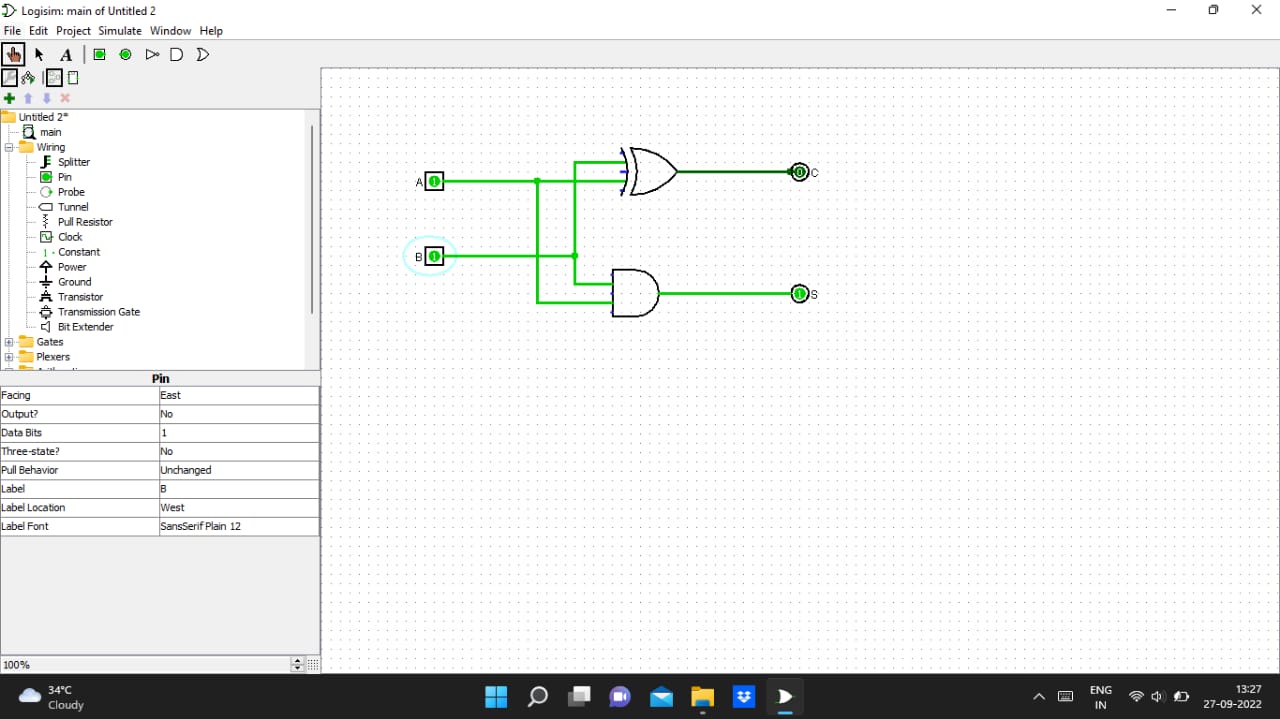 Logisim: main of Untitled 2
File Edit Project Simulate Window Help
A
Untitled 2*
main
Wiring
Splitter
Pin
Probe
Tunnel
Pull Resistor
Clock
1 Constant
Power
Ground
Transistor
Transmission Gate
Bit Extender
Gates
Plexers
Pin
Facing East
Output? No
Data Bits 1
Three-state? No
Pull Behavior Unchanged
Label B
Label Location West
Label Font SansSerif Plain 12
100%
A 1
0 C
B 1
1 S
34°C
Cloudy
ENG
IN
13:27
27-09-2022